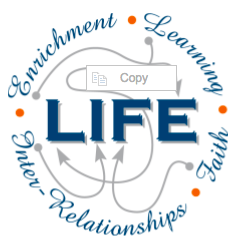 Enrichment • Learning
Copy
LIFE
Inter-Relationships • Faith